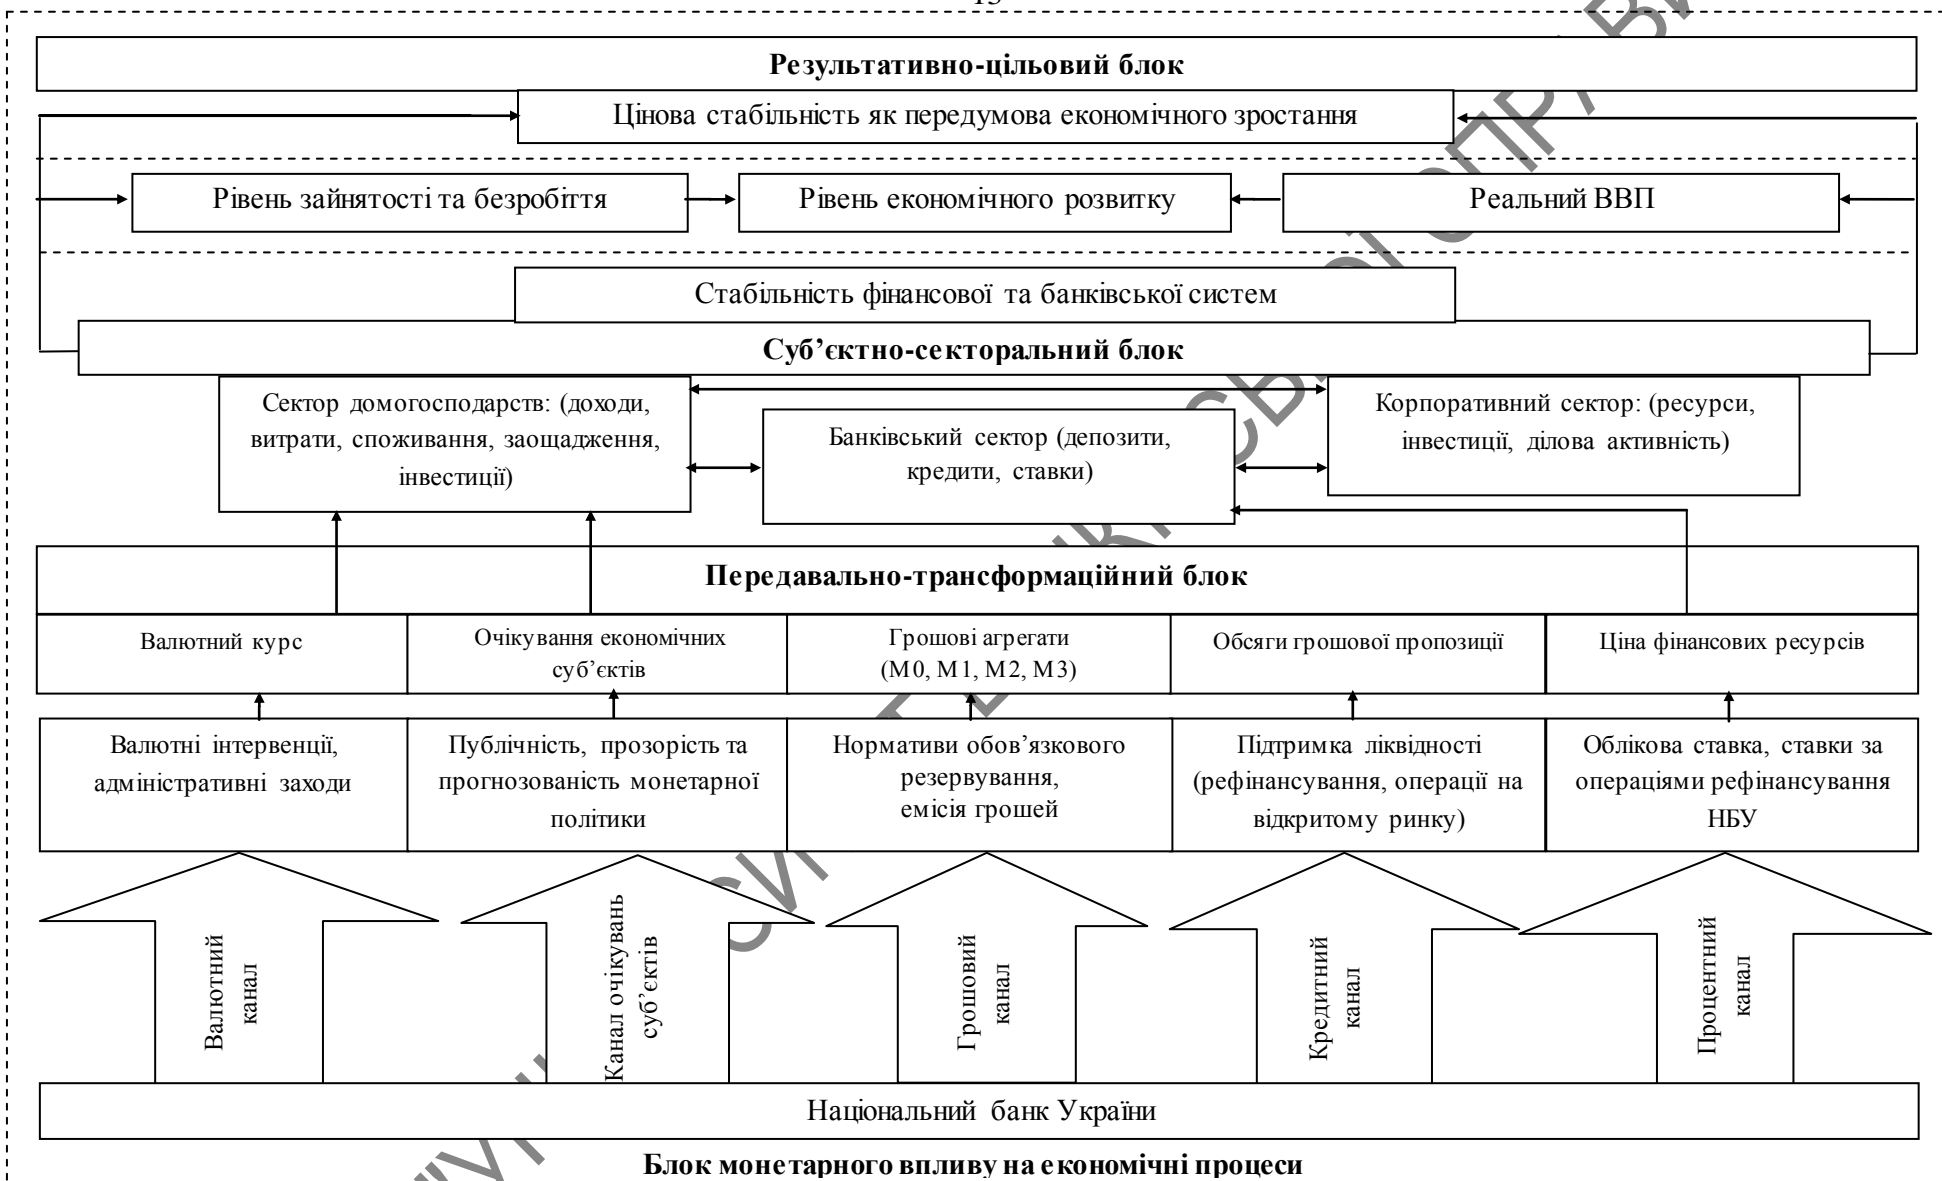 Результативно-цільовий блок
Цінова стабільність як передумова економічного зростання
Рівень зайнятості та безробіття
Рівень економічного розвитку
Реальний ВВП
Стабільність фінансової та банківської систем
Суб’єктно-секторальний блок
Сектор домогосподарств: (доходи,
витрати, споживання, заощадження,
інвестиції)
Банківський сектор (депозити,
кредити, ставки)
Корпоративний сектор: (ресурси,
інвестиції, ділова активність)
Передавально-трансформаційний блок
Валютний курс
Очікування економічних
суб’єктів
Грошові агрегати
(М0, М1, М2, М3)
Обсяги грошової пропозиції
Ціна фінансових ресурсів
Валютні інтервенції,
адміністративні заходи
Публічність, прозорість та
прогнозованість монетарної
політики
Нормативи обов’язкового
резервування,
емісія грошей
Підтримка ліквідності
(рефінансування, операції на
відкритому ринку)
Облікова ставка, ставки за
операціями рефінансування
НБУ
Валютний
канал
Канал очікувань
суб’єктів
Грошовий
канал
Кредитний
канал
Процентний
канал
Національний банк України
Блок монетарного впливу на економічні процеси